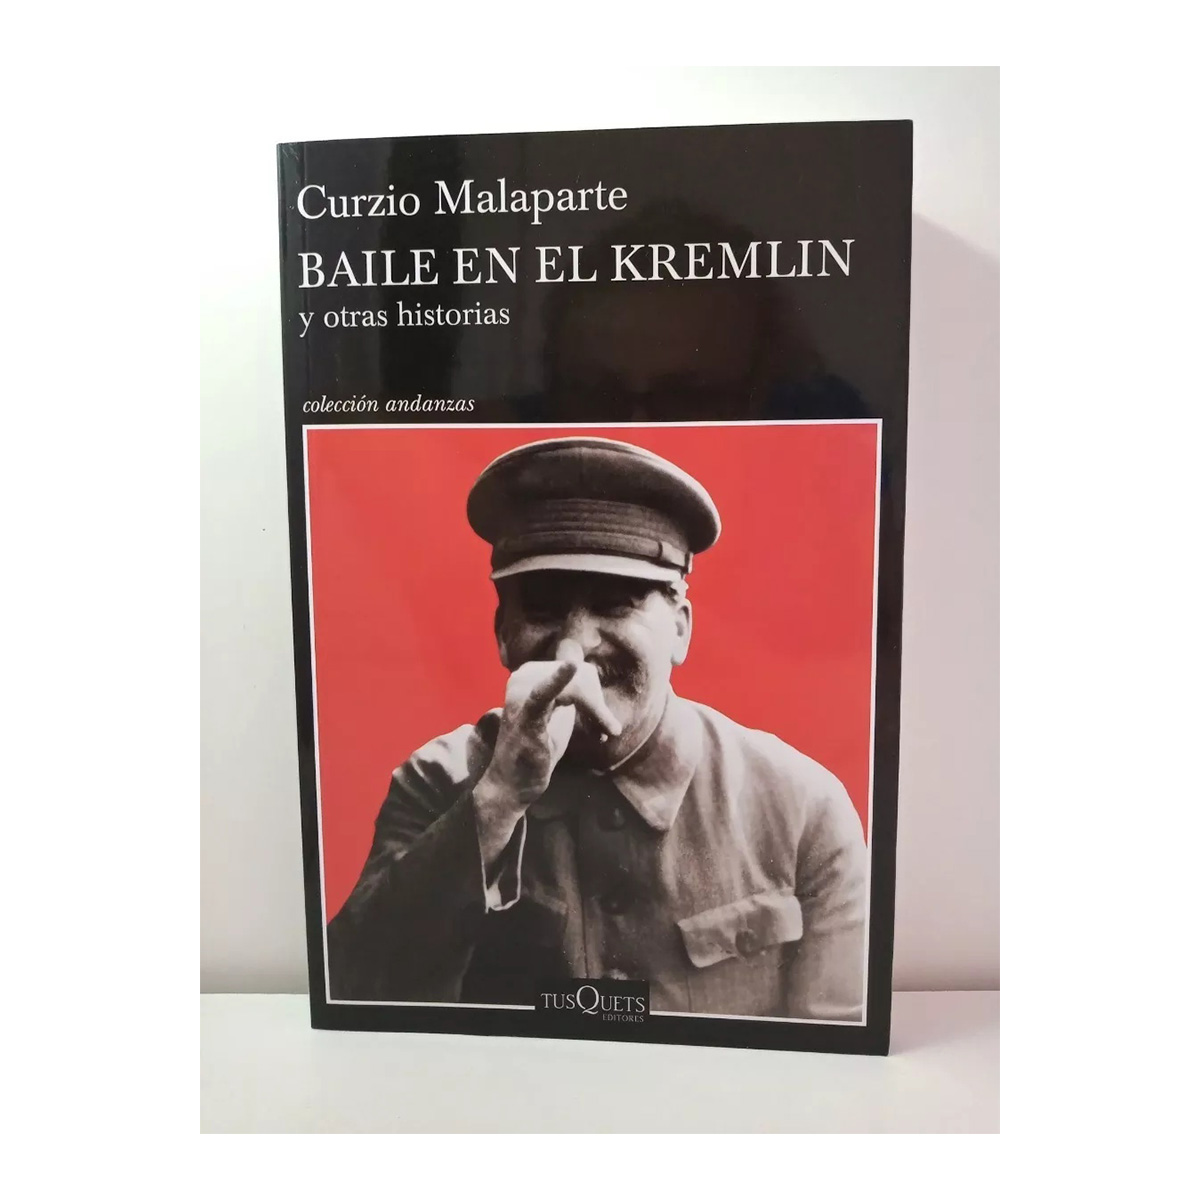 Curzio Malaparte
BAILE EN EL KREMLIN
y otras historias
colección andanzas
TUSQUETS
EDITORES